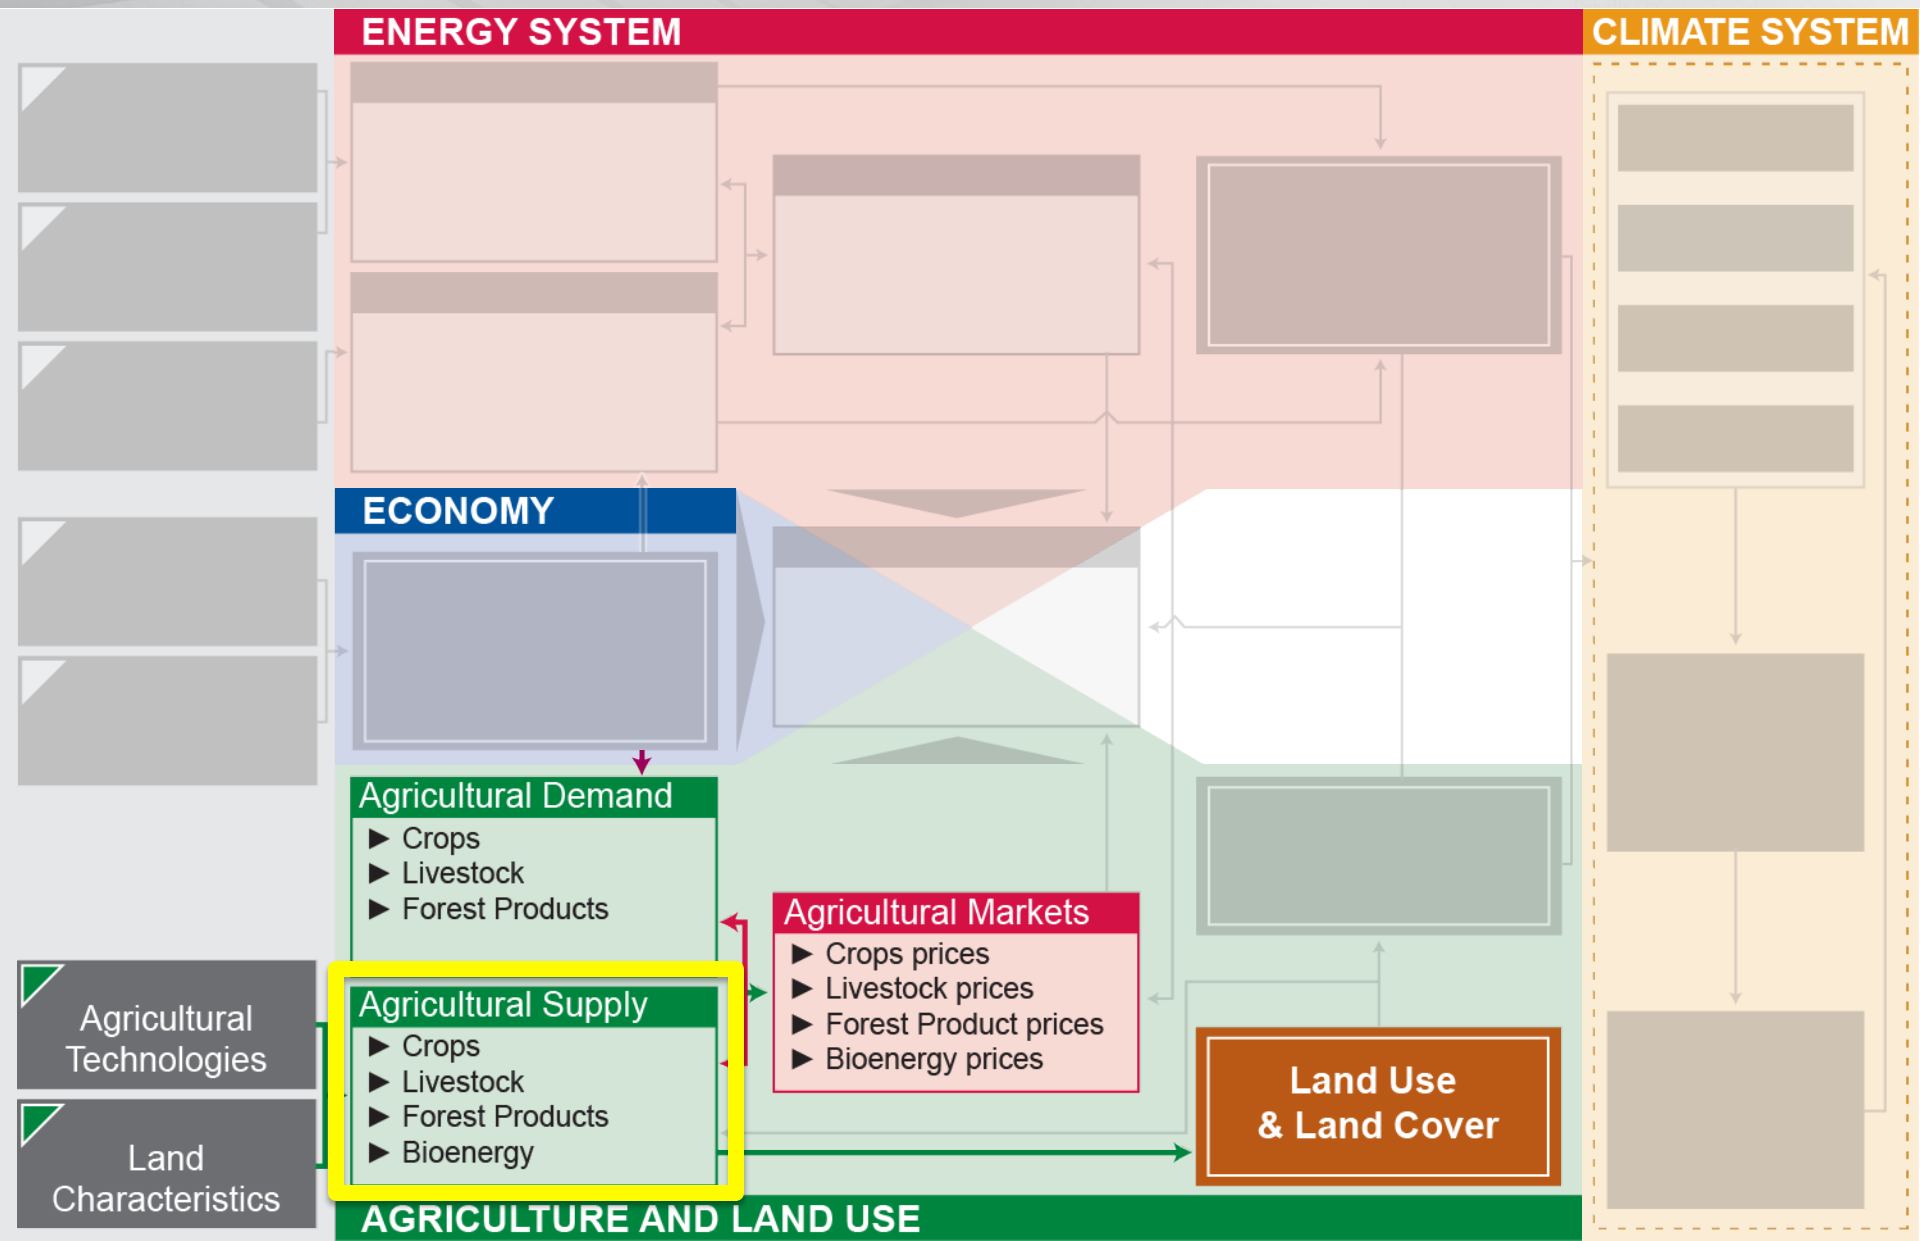 ENERGY SYSTEM
CLIMATE SYSTEM
ECONOMY
Agricultural Demand
► Crops
► Livestock
► Forest Products
Agricultural Markets
► Crops prices
► Livestock prices
► Forest Product prices
► Bioenergy prices
Agricultural
Technologies
Land
Characteristics
Agricultural Supply
► Crops
► Livestock
► Forest Products
► Bioenergy
Land Use
& Land Cover
AGRICULTURE AND LAND USE